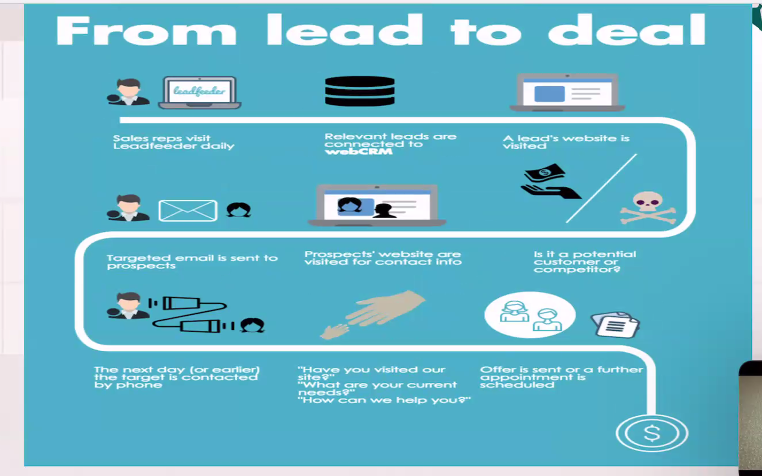 From lead to deal
leadfeeder
Sales reps visit
Leadfeeder daily
Relevant leads are
connected to
webCRM
A lead's website is
visited
$
Targeted email is sent to
prospects
Prospects' website are
visited for contact info
Is it a potential
customer or
competitor?
The next day (or earlier)
the target is contacted
by phone
"Have you visited our
site?"
"What are your current
needs?"
"How can we help you?"
Offer is sent or a further
appointment is
scheduled
$